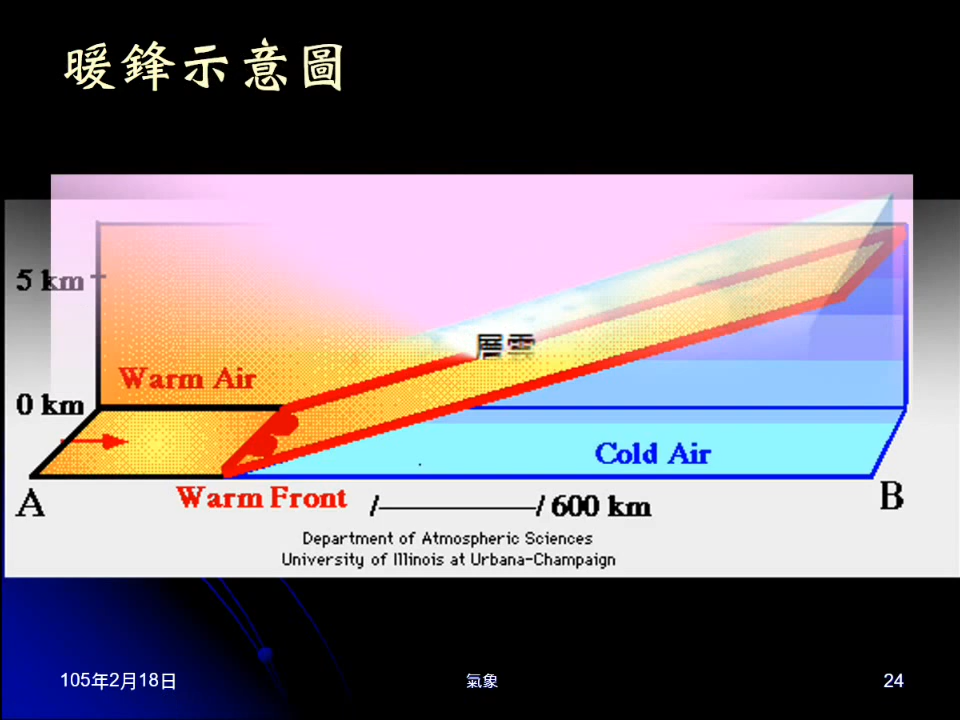 暖鋒示意圖
5 km
層雲
Warm Air
0 km
Cold Air
A
Warm Front
600 km
B
Department of Atmospheric Sciences
University of Illinois at Urbana-Champaign
105年2月18日
氣象
24